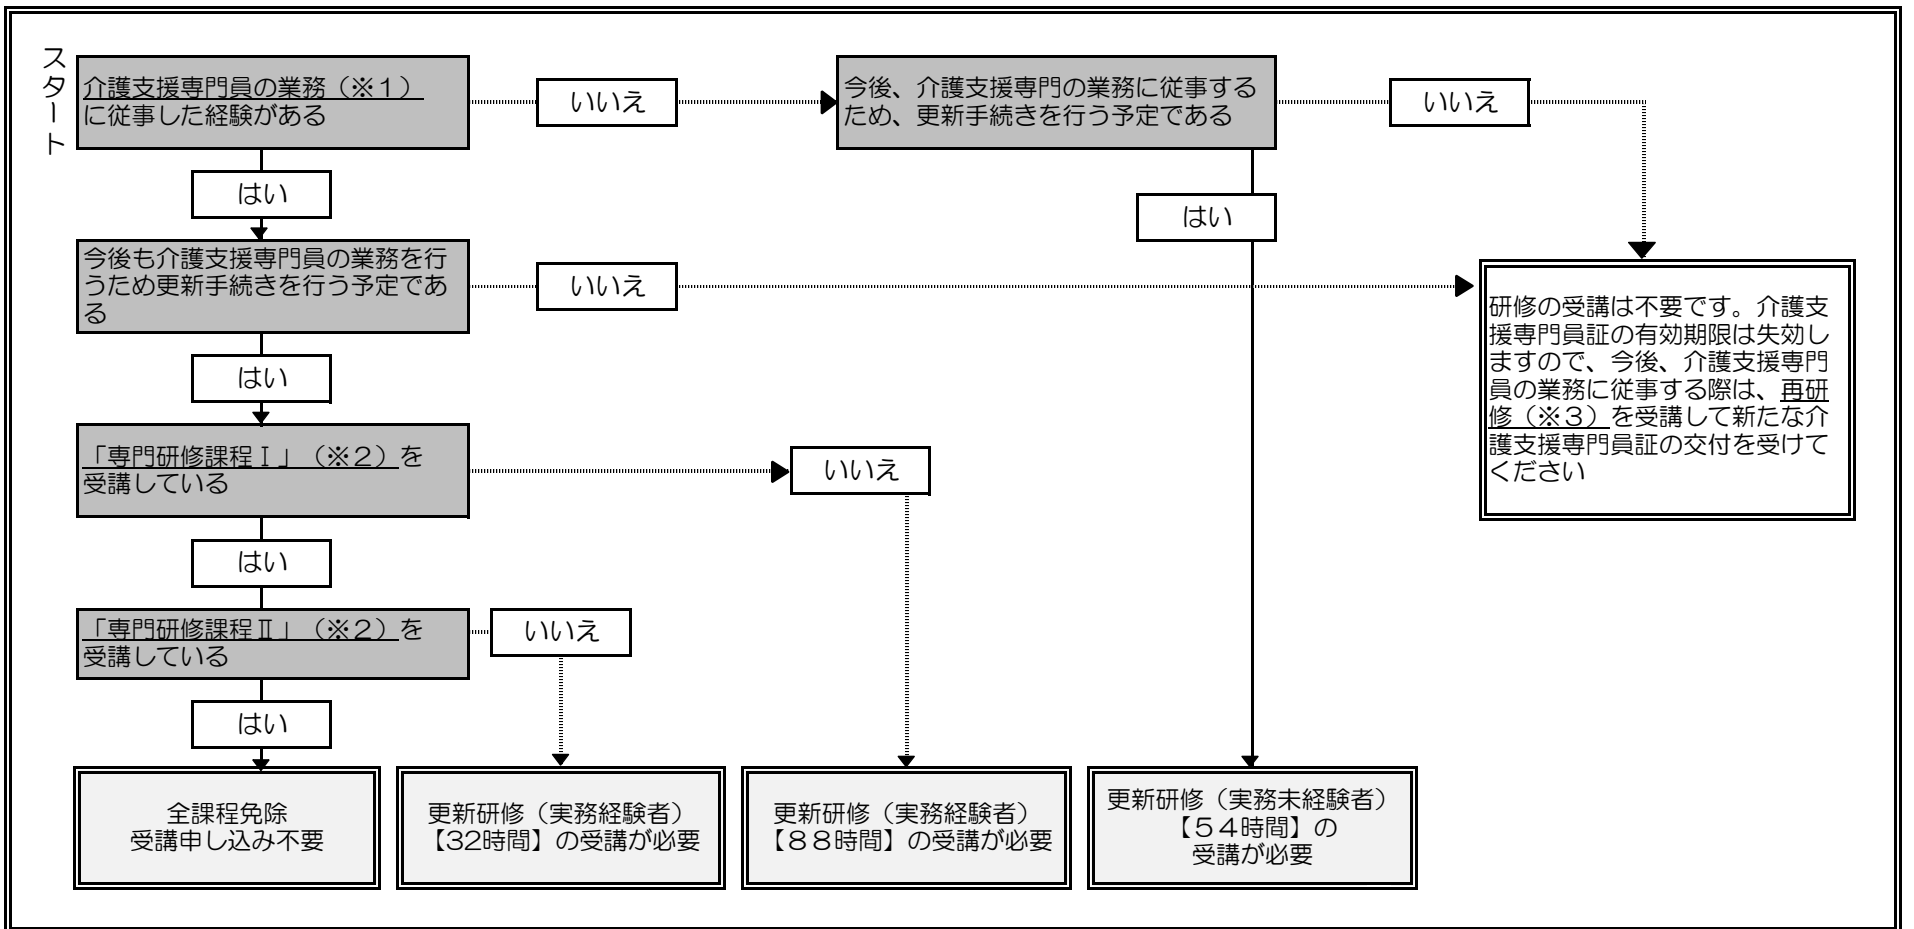 スタート
介護支援専門員の業務(※1)
に従事した経験がある
いいえ
今後、介護支援専門の業務に従事する
ため、更新手続きを行う予定である
いいえ
はい
はい
今後も介護支援専門員の業務を行
うため更新手続きを行う予定であ
る
いいえ
研修の受講は不要です。介護支
援専門員証の有効期限は失効し
ますので、今後、介護支援専門
員の業務に従事する際は、再研
修(※3)を受講して新たな介
護支援専門員証の交付を受けて
ください
はい
「専門研修課程Ⅰ」(※2)を
受講している
いいえ
はい
「専門研修課程Ⅱ」(※2)を
受講している
いいえ
はい
全課程免除
受講申し込み不要
更新研修(実務経験者)
【32時間】の受講が必要
更新研修(実務経験者)
【88時間】の受講が必要
更新研修(実務未経験者)
【54時間】の
受講が必要